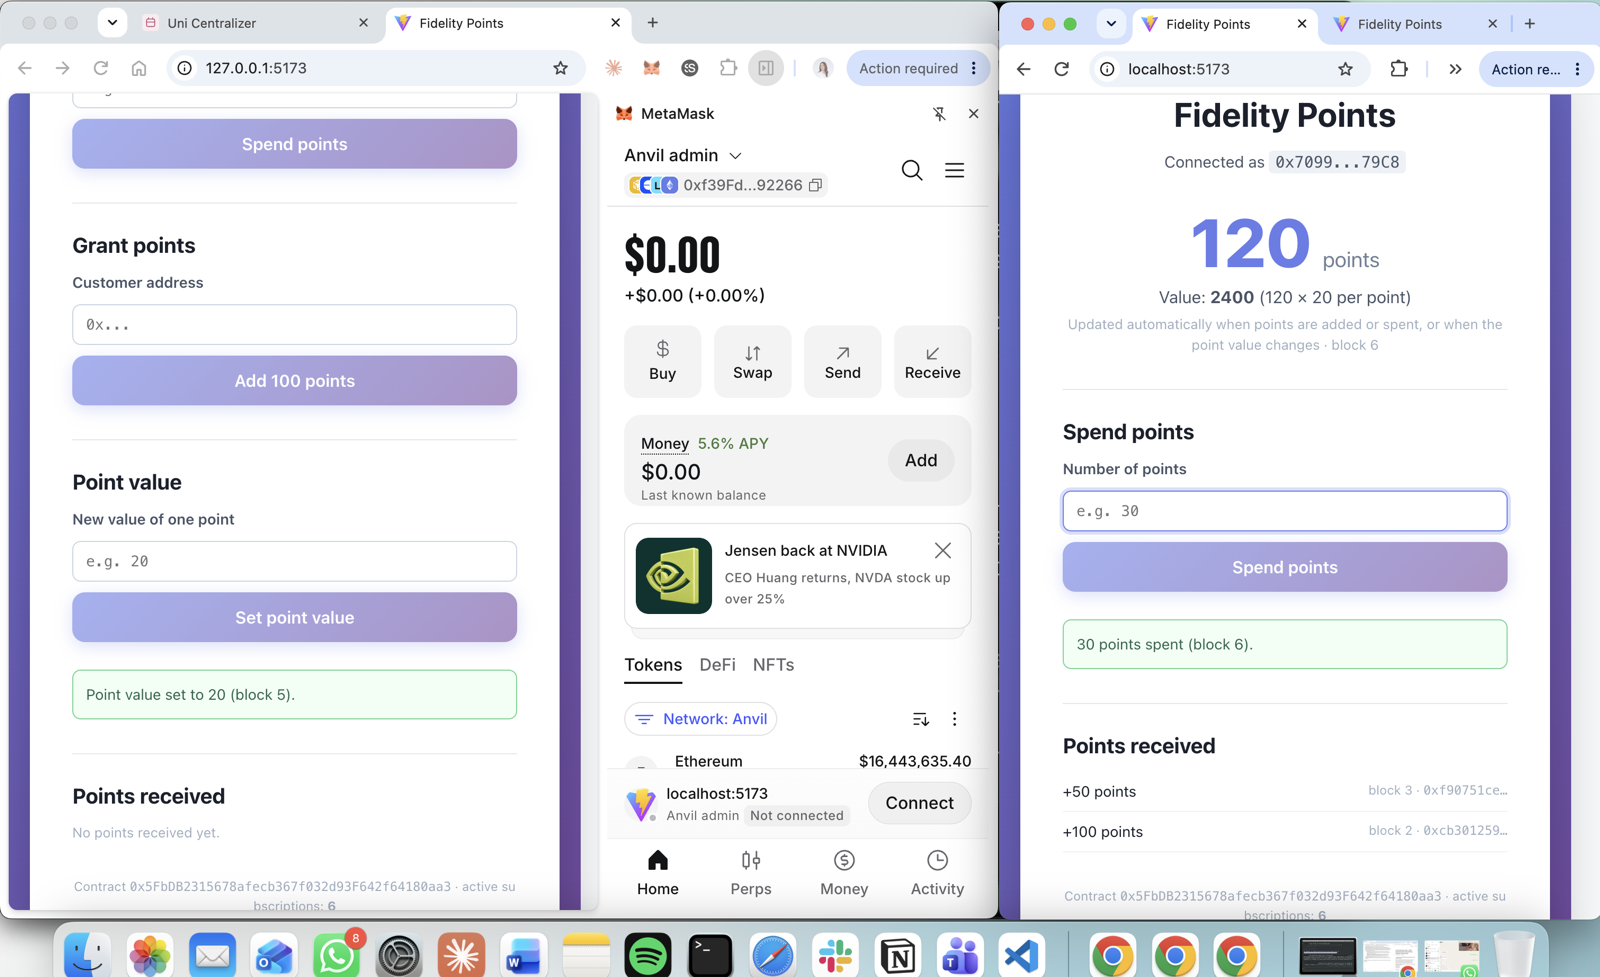 Uni Centralizer
Fidelity Points
127.0.0.1:5173
Action required
Spend points
Grant points
Customer address
0x...
Add 100 points
Point value
New value of one point
e.g. 20
Set point value
Point value set to 20 (block 5).
Points received
No points received yet.
Contract 0x5FbDB2315678afecb367f032d93F642f64180aa3 · active su
bscriptions: 6
MetaMask
Anvil admin
0xf39Fd...92266
$0.00
+$0.00 (+0.00%)
Buy
Swap
Send
Receive
Money 5.6% APY
$0.00
Last known balance
Add
Jensen back at NVIDIA
CEO Huang returns, NVDA stock up
over 25%
Tokens
DeFi
NFTs
Network: Anvil
Ethereum
$16,443,635.40
localhost:5173
Anvil admin
Not connected
Connect
Home
Perps
Money
Activity
Fidelity Points
Fidelity Points
localhost:5173
Action re...
Fidelity Points
Connected as 0x7099...79C8
120 points
Value: 2400 (120 × 20 per point)
Updated automatically when points are added or spent, or when the
point value changes · block 6
Spend points
Number of points
e.g. 30
Spend points
30 points spent (block 6).
Points received
+50 points
block 3 · 0xf90751ce…
+100 points
block 2 · 0xcb301259…
Contract 0x5FbDB2315678afecb367f032d93F642f64180aa3 · active su
bscriptions: 6
8